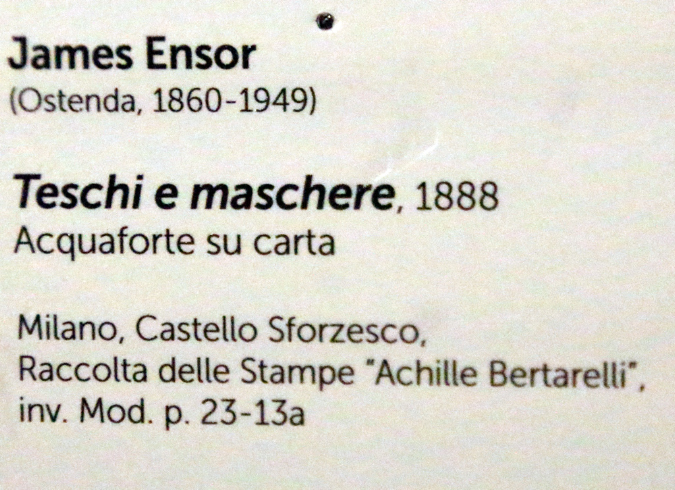 James Ensor
(Ostenda, 1860-1949)
Teschi e maschere, 1888
Acquaforte su carta
Milano, Castello Sforzesco,
Raccolta delle Stampe "Achille Bertarelli",
inv. Mod. p. 23-13a